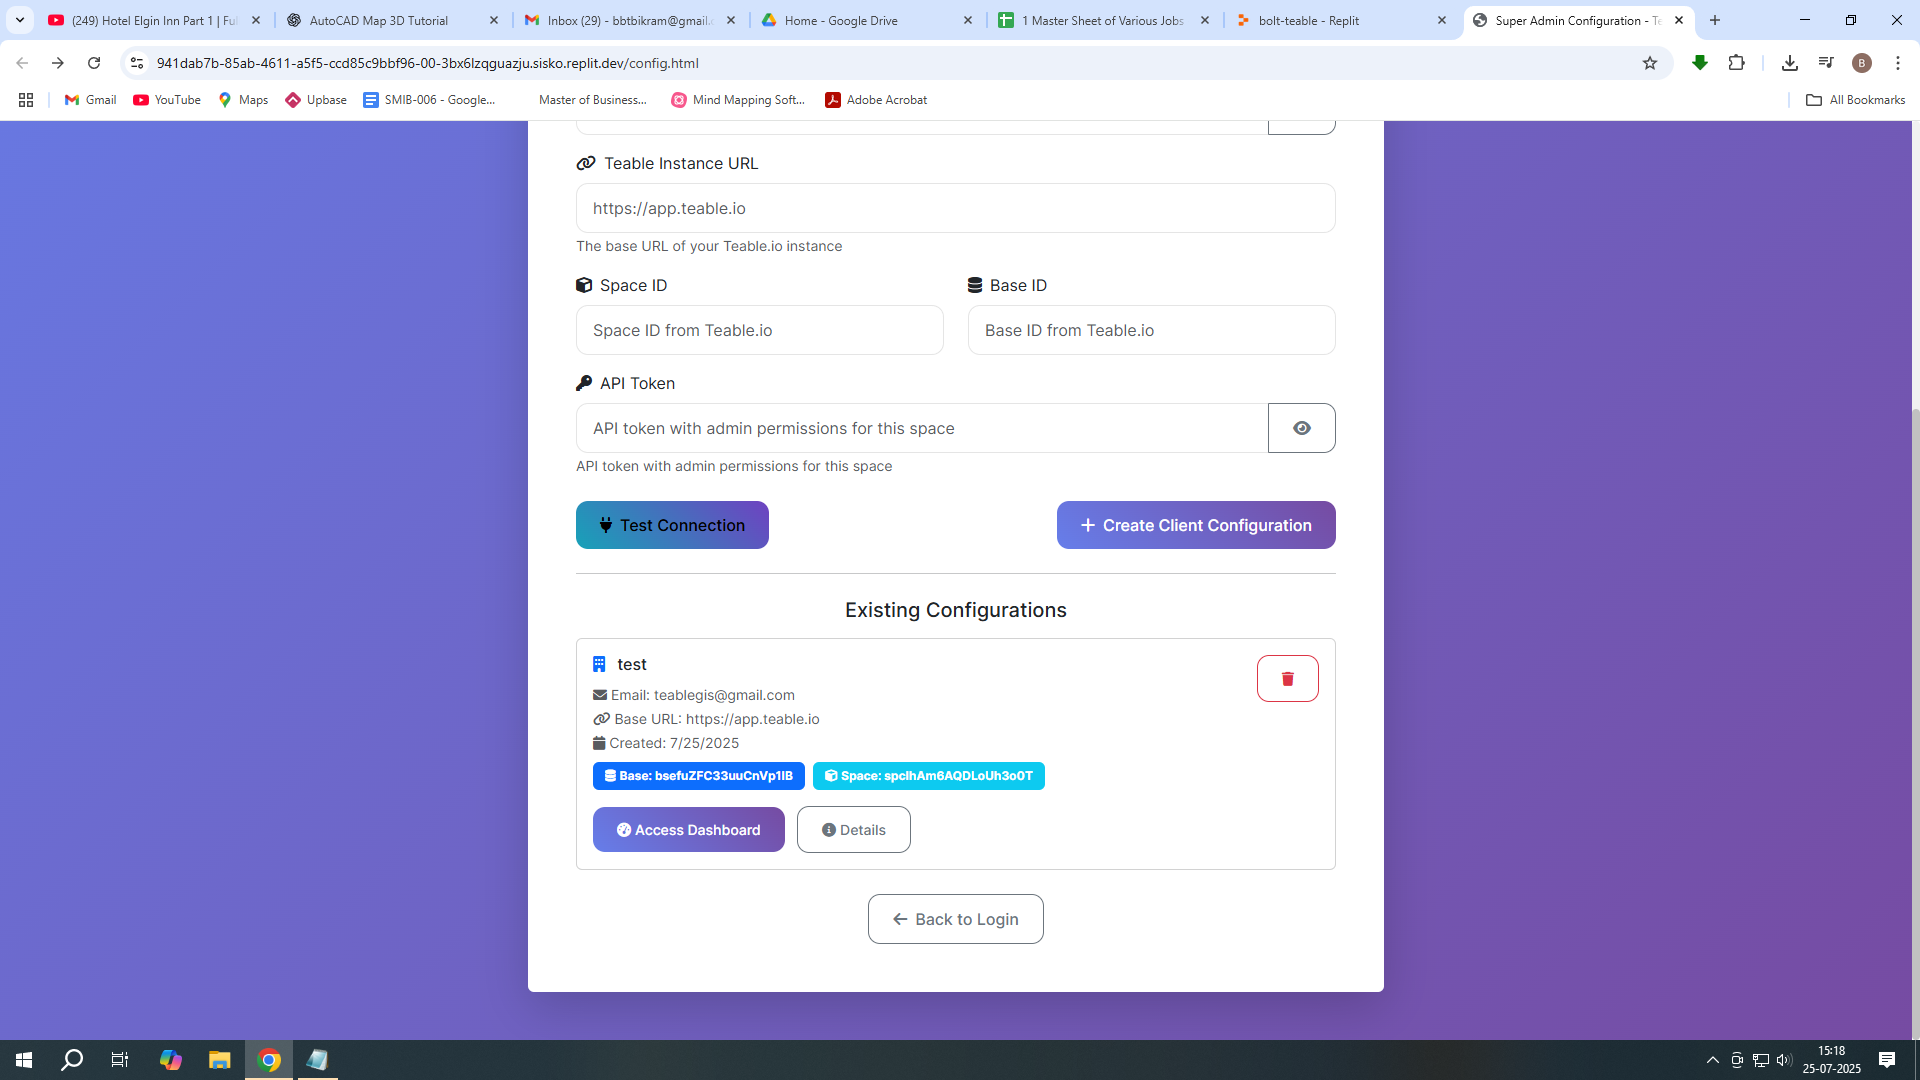 (249) Hotel Elgin Inn Part 1 | Ful
AutoCAD Map 3D Tutorial
Inbox (29) - bbtbikram@gmail.c
Home - Google Drive
1 Master Sheet of Various Jobs
bolt-teable - Replit
Super Admin Configuration - Te
941dab7b-85ab-4611-a5f5-ccd85c9bbf96-00-3bx6lzqguazju.sisko.replit.dev/config.html
B
Gmail
YouTube
Maps
Upbase
SMIB-006 - Google...
Master of Business...
Mind Mapping Soft...
Adobe Acrobat
All Bookmarks
Teable Instance URL
https://app.teable.io
The base URL of your Teable.io instance
Space ID
Base ID
Space ID from Teable.io
Base ID from Teable.io
API Token
API token with admin permissions for this space
API token with admin permissions for this space
Test Connection
Create Client Configuration
Existing Configurations
test
Email: teablegis@gmail.com
Base URL: https://app.teable.io
Created: 7/25/2025
Base: bsefuZFC33uuCnVp1IB
Space: spclhAm6AQDLoUh3o0T
Access Dashboard
Details
Back to Login
15:18
25-07-2025